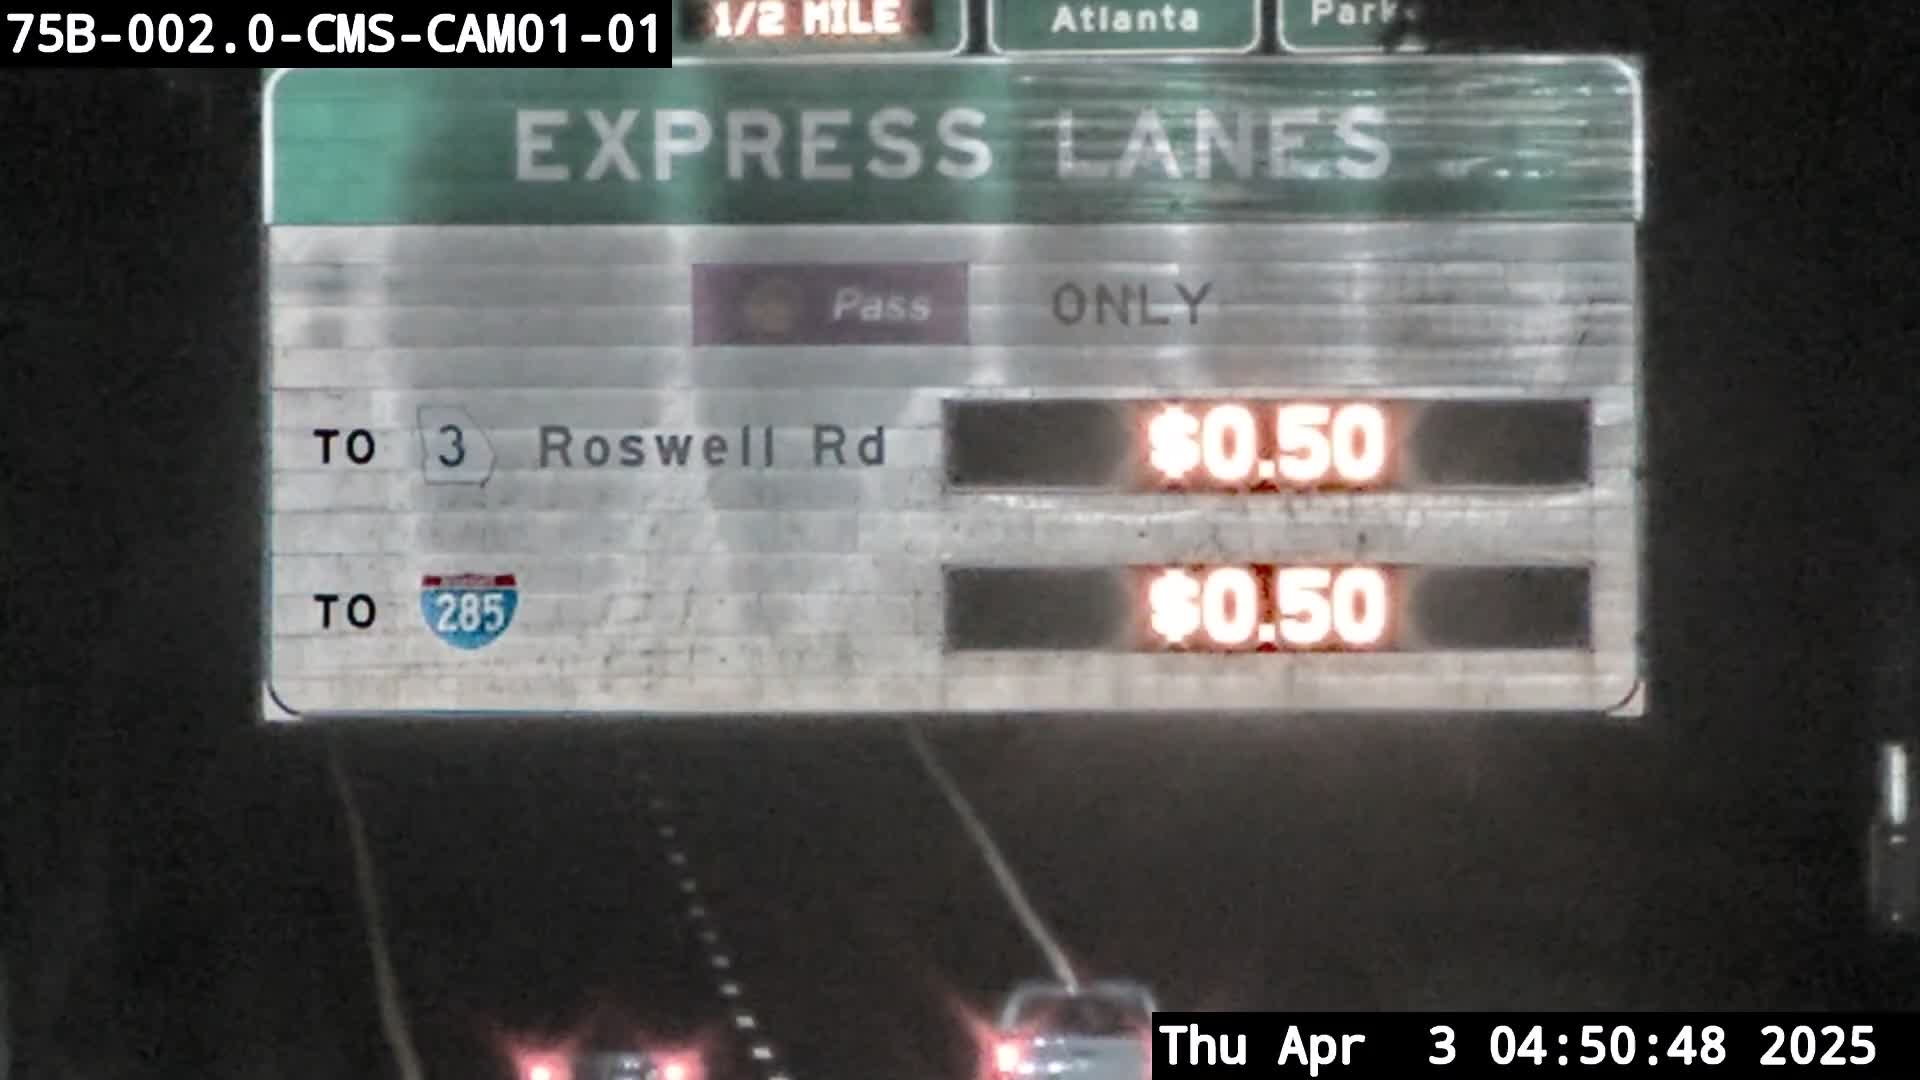 75B-002.0-CMS-CAM01-01
1/2 MILE
Atlanta
Park
EXPRESS LANES
Pass ONLY
TO 3 Roswell Rd $0.50
TO 285 $0.50
Thu Apr 3 04:50:48 2025